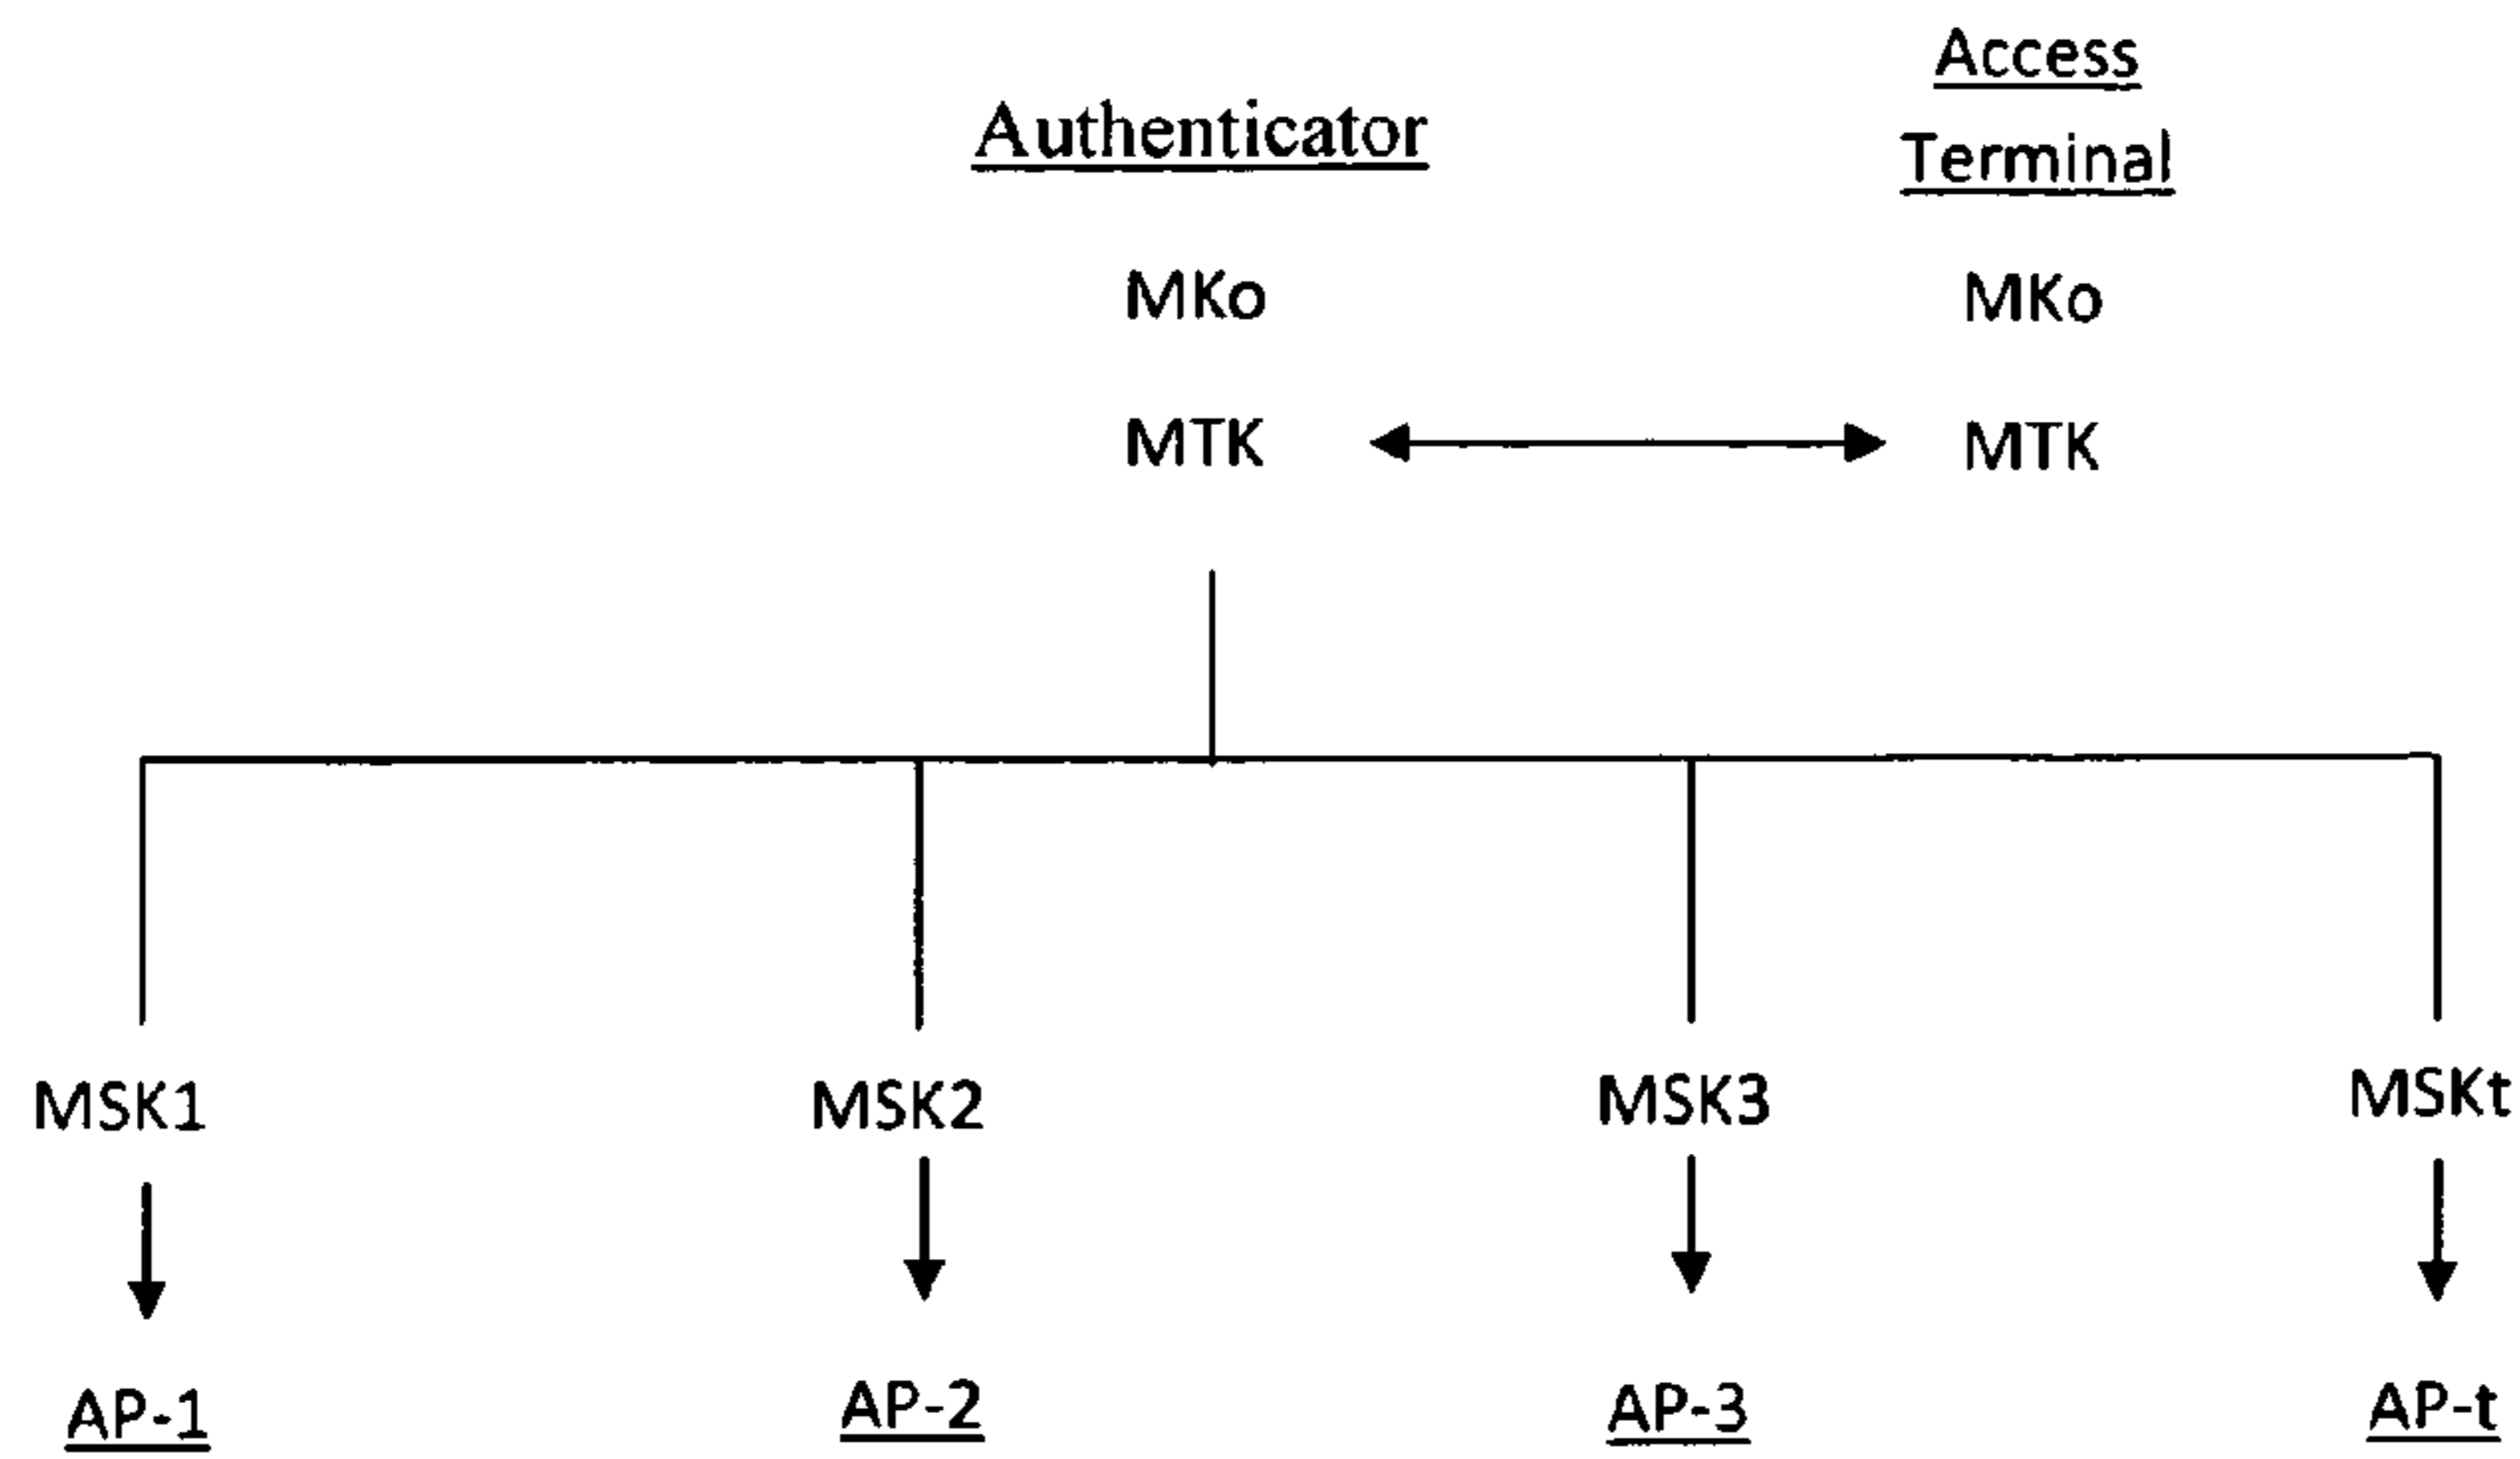 Access
Terminal
Authenticator
MKo
MKo
MTK
MTK
MSK1
MSK2
MSK3
MSKt
AP-1
AP-2
AP-3
AP-t